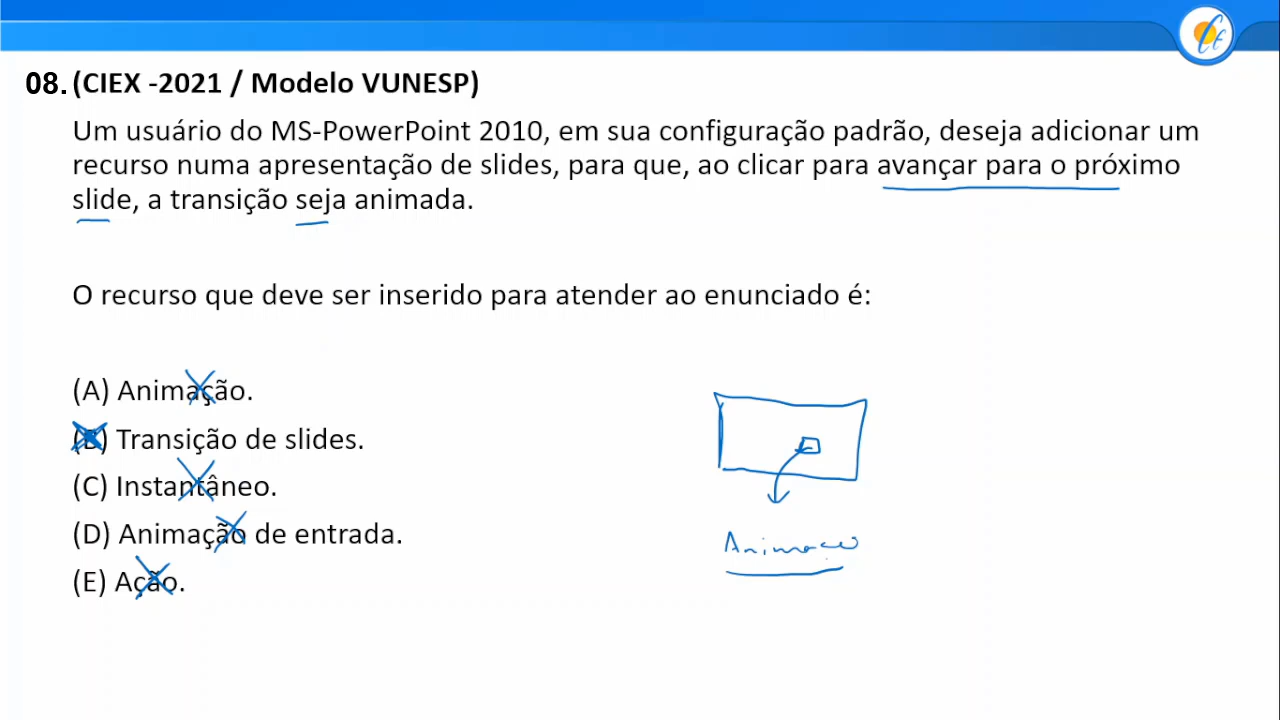 08. (CIEX -2021 / Modelo VUNESP)
Um usuário do MS-PowerPoint 2010, em sua configuração padrão, deseja adicionar um
recurso numa apresentação de slides, para que, ao clicar para avançar para o próximo
slide, a transição seja animada.
O recurso que deve ser inserido para atender ao enunciado é:
(A) Animação.
(B) Transição de slides.
(C) Instantâneo.
(D) Animação de entrada.
(E) Ação.